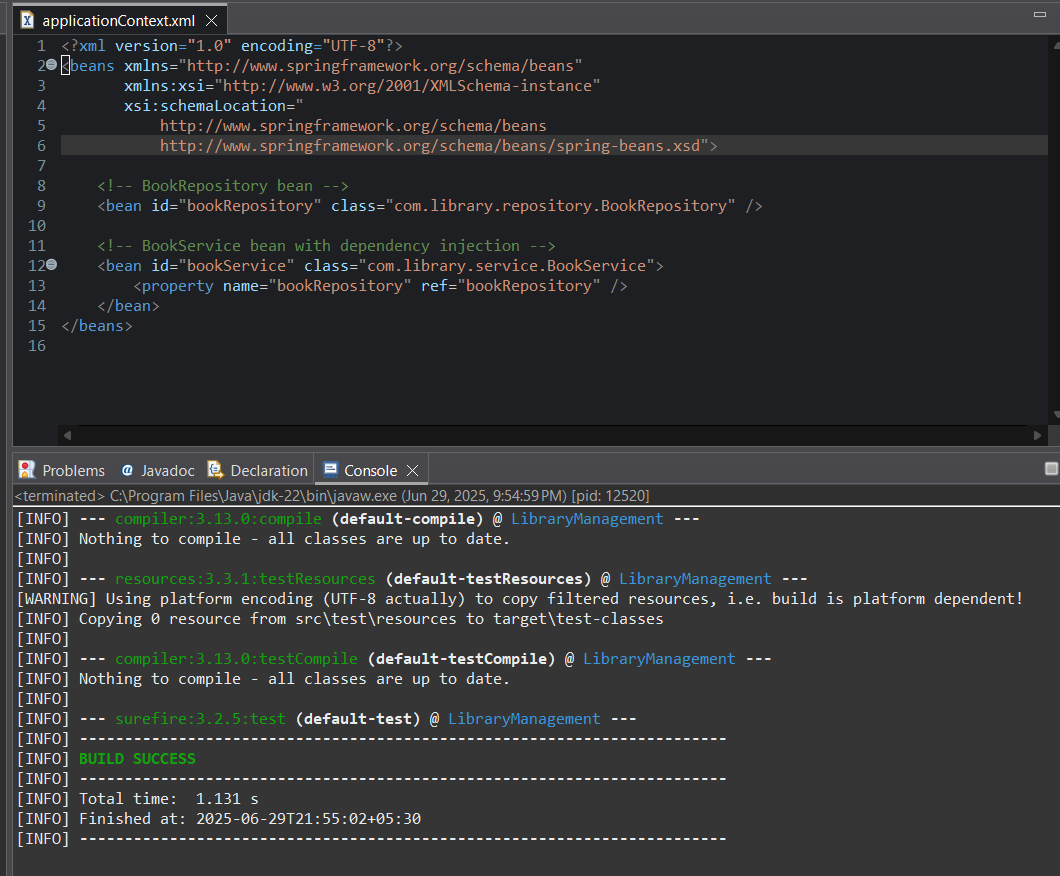 applicationContext.xml
1 <?xml version="1.0" encoding="UTF-8"?>
2 <beans xmlns="http://www.springframework.org/schema/beans"
3 xmlns:xsi="http://www.w3.org/2001/XMLSchema-instance"
4 xsi:schemaLocation="
5 http://www.springframework.org/schema/beans
6 http://www.springframework.org/schema/beans/spring-beans.xsd">
7
8 <!-- BookRepository bean -->
9 <bean id="bookRepository" class="com.library.repository.BookRepository" />
10
11 <!-- BookService bean with dependency injection -->
12 <bean id="bookService" class="com.library.service.BookService">
13 <property name="bookRepository" ref="bookRepository" />
14 </bean>
15 </beans>
16
Problems Javadoc Declaration Console
<terminated> C:\Program Files\Java\jdk-22\bin\javaw.exe (Jun 29, 2025, 9:54:59 PM) [pid: 12520]
[INFO] --- compiler:3.13.0:compile (default-compile) @ LibraryManagement ---
[INFO] Nothing to compile - all classes are up to date.
[INFO]
[INFO] --- resources:3.3.1:testResources (default-testResources) @ LibraryManagement ---
[WARNING] Using platform encoding (UTF-8 actually) to copy filtered resources, i.e. build is platform dependent!
[INFO] Copying 0 resource from src\test\resources to target\test-classes
[INFO]
[INFO] --- compiler:3.13.0:testCompile (default-testCompile) @ LibraryManagement ---
[INFO] Nothing to compile - all classes are up to date.
[INFO]
[INFO] --- surefire:3.2.5:test (default-test) @ LibraryManagement ---
[INFO] ------------------------------------------------------------------------
[INFO] BUILD SUCCESS
[INFO] ------------------------------------------------------------------------
[INFO] Total time:  1.131 s
[INFO] Finished at: 2025-06-29T21:55:02+05:30
[INFO] ------------------------------------------------------------------------